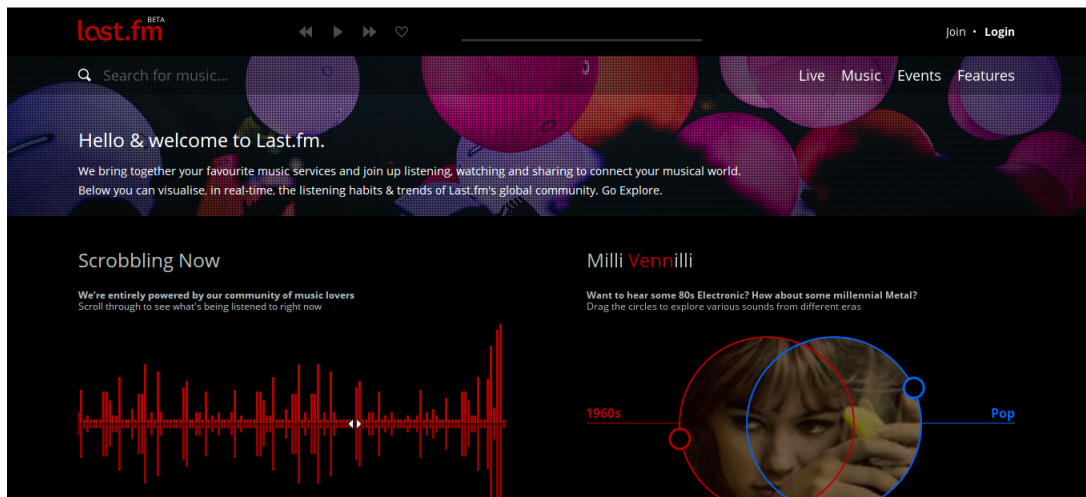 last.fm BETA
Join • Login
Search for music...
Live Music Events Features
Hello & welcome to Last.fm.
We bring together your favourite music services and join up listening, watching and sharing to connect your musical world.
Below you can visualise, in real-time, the listening habits & trends of Last.fm's global community. Go Explore.
Scrobbling Now
We're entirely powered by our community of music lovers
Scroll through to see what's being listened to right now
Milli Vennilli
Want to hear some 80s Electronic? How about some millennial Metal?
Drag the circles to explore various sounds from different eras
1960s
Pop